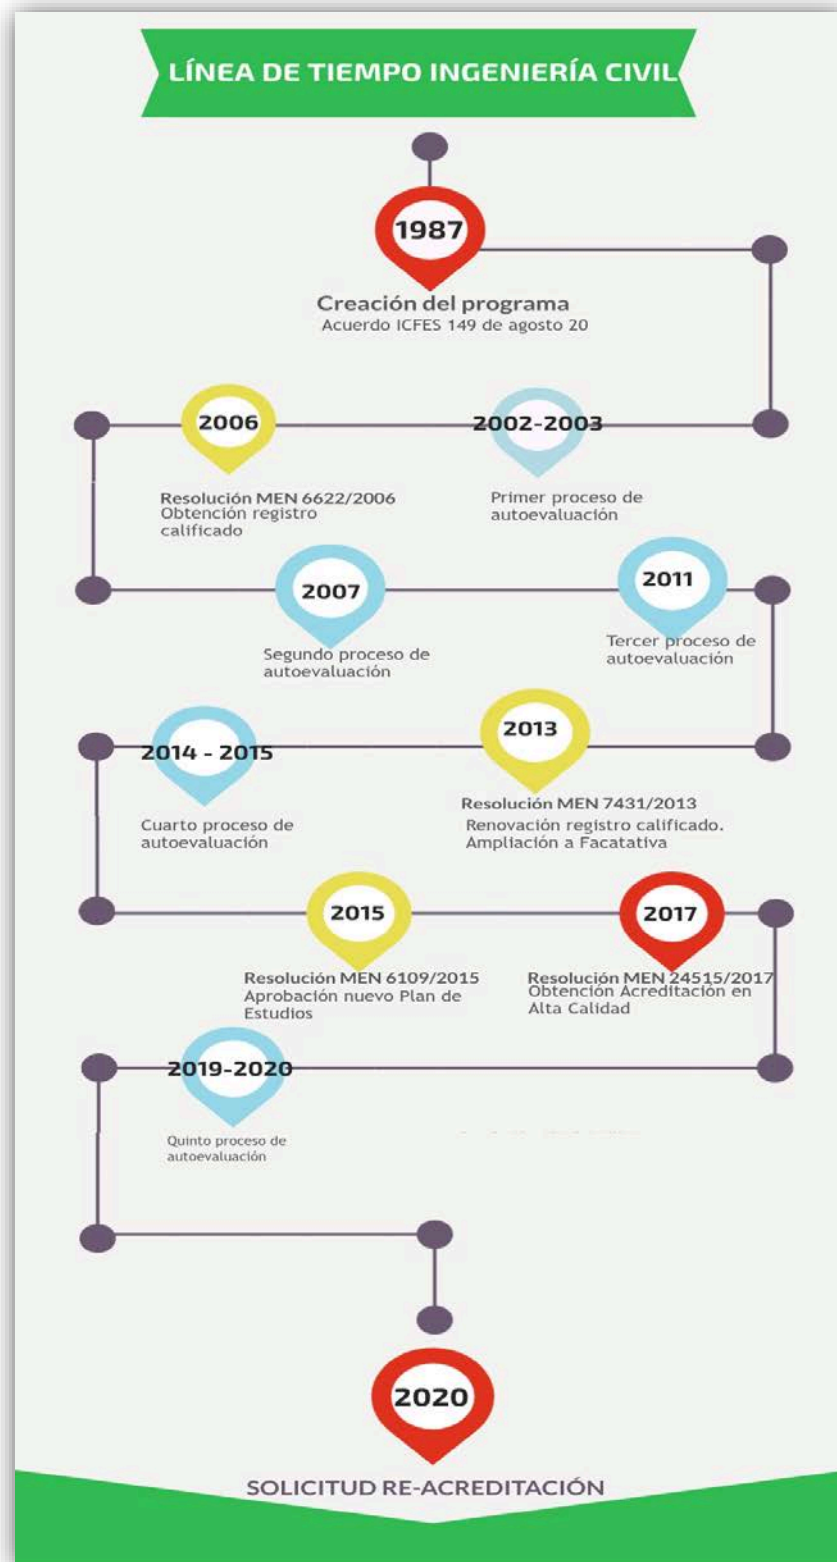 LÍNEA DE TIEMPO INGENIERÍA CIVIL
1987
Creación del programa
Acuerdo ICFES 149 de agosto 20
2002-2003
Primer proceso de
autoevaluación
2006
Resolución MEN 6622/2006
Obtención registro
calificado
2007
Segundo proceso de
autoevaluación
2011
Tercer proceso de
autoevaluación
2013
Resolución MEN 7431/2013
Renovación registro calificado.
Ampliación a Facatativa
2014 - 2015
Cuarto proceso de
autoevaluación
2015
Resolución MEN 6109/2015
Aprobación nuevo Plan de
Estudios
2017
Resolución MEN 24515/2017
Obtención Acreditación en
Alta Calidad
2019-2020
Quinto proceso de
autoevaluación
2020
SOLICITUD RE-ACREDITACIÓN